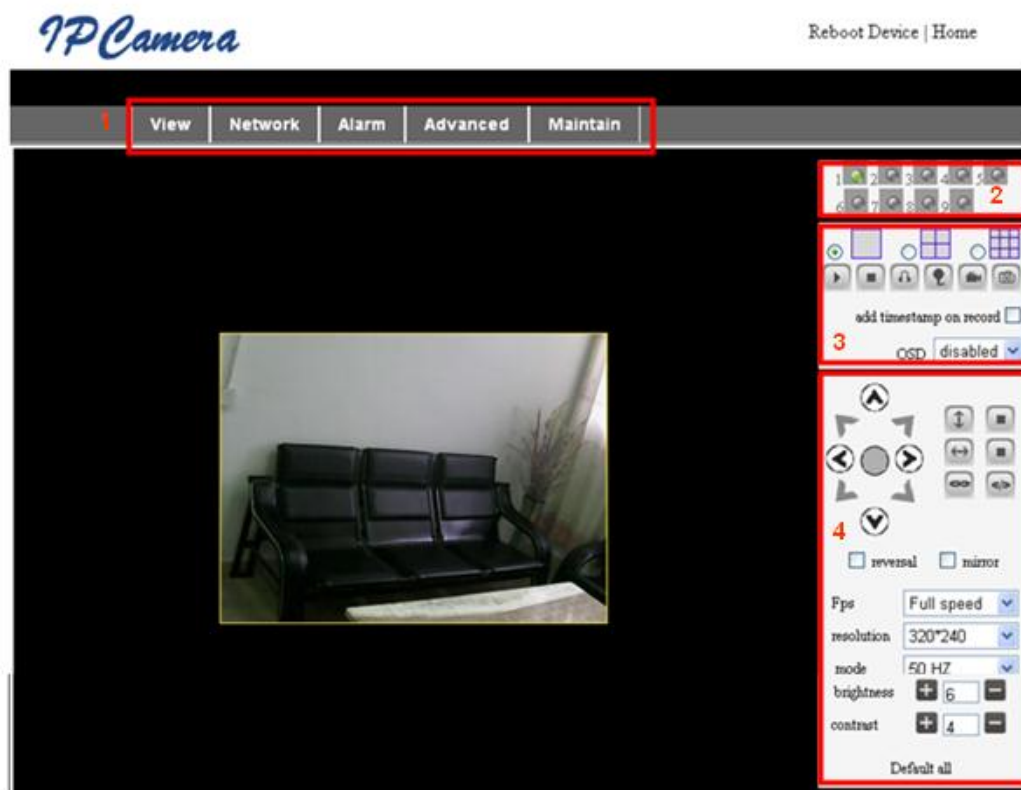 IPCamera
Reboot Device | Home
1 View Network Alarm Advanced Maintain
1 2 3 4 5
6 7 8 9 2
add timestamp on record
3 OSD disabled
4
reversal mirror
Fps Full speed
resolution 320*240
mode 50 HZ
brightness + 6 −
contrast + 4 −
Default all